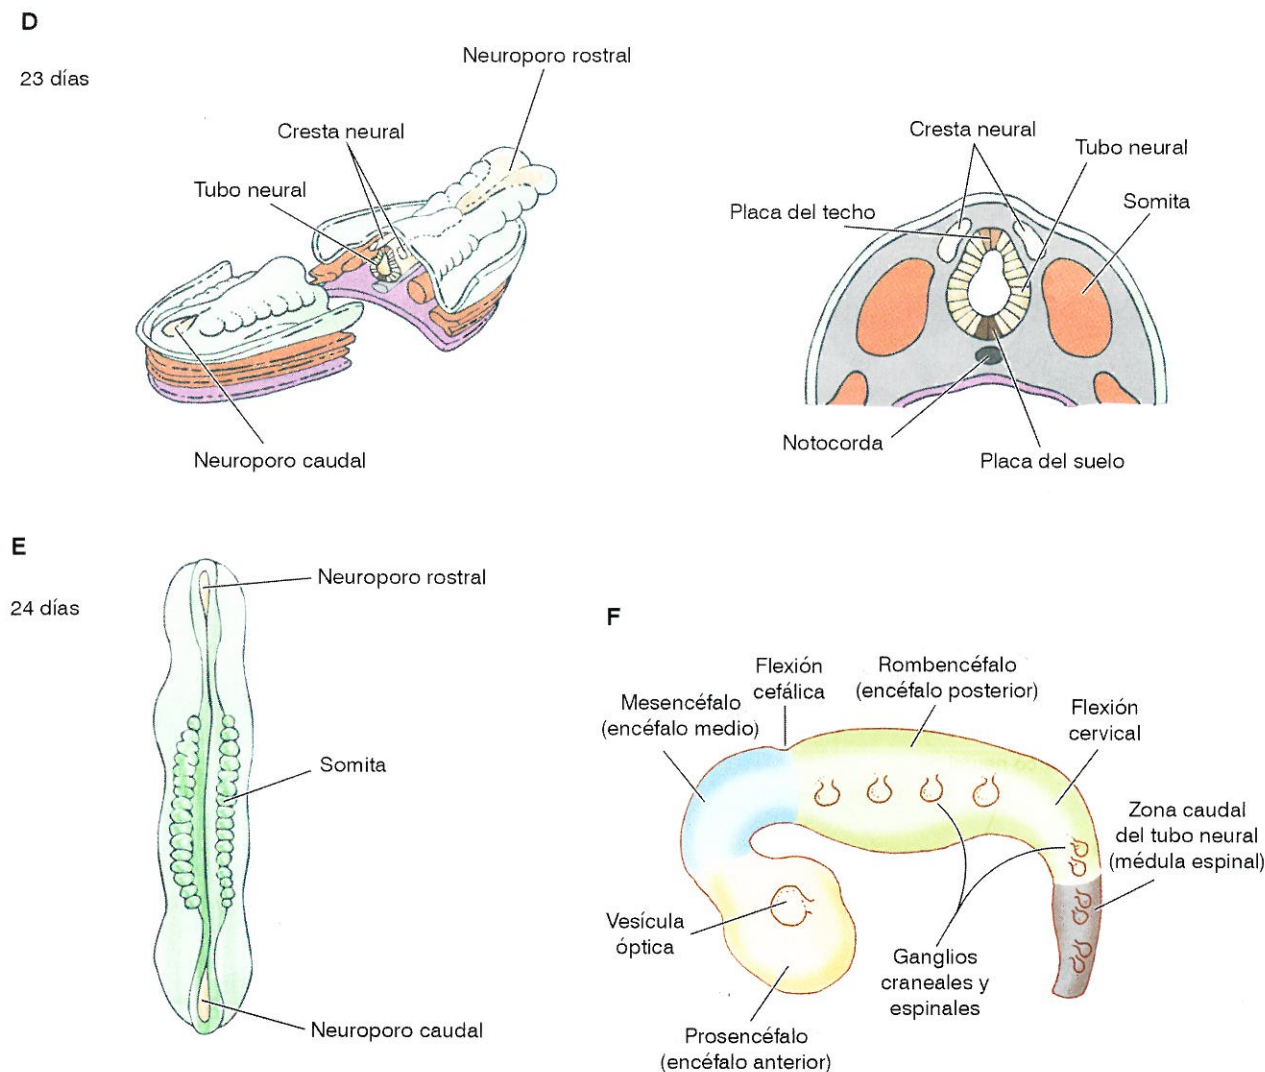 D
23 días
Neuroporo rostral
Cresta neural
Tubo neural
Neuroporo caudal
Cresta neural
Tubo neural
Placa del techo
Somita
Notocorda
Placa del suelo
E
24 días
Neuroporo rostral
Somita
Neuroporo caudal
F
Flexión
cefálica
Rombencéfalo
(encéfalo posterior)
Mesencéfalo
(encéfalo medio)
Flexión
cervical
Zona caudal
del tubo neural
(médula espinal)
Vesícula
óptica
Ganglios
craneales y
espinales
Prosencéfalo
(encéfalo anterior)